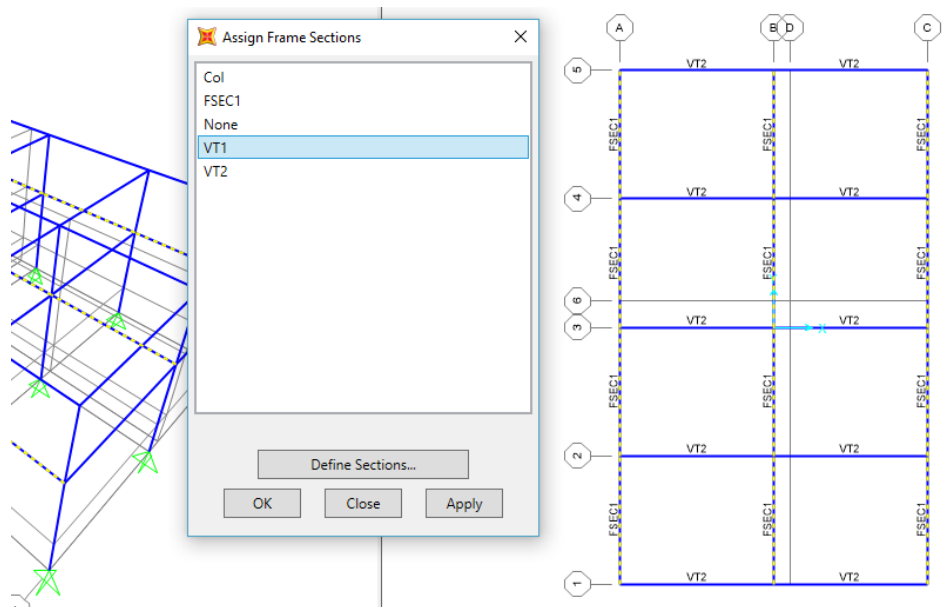 Assign Frame Sections
Col
FSEC1
None
VT1
VT2
Define Sections...
OK Close Apply
A B D C
5 VT2 VT2
FSEC1 FSEC1 FSEC1
4 VT2 VT2
FSEC1 FSEC1 FSEC1
6
3 VT2 VT2
X
FSEC1 FSEC1 FSEC1
2 VT2 VT2
FSEC1 FSEC1 FSEC1
1 VT2 VT2